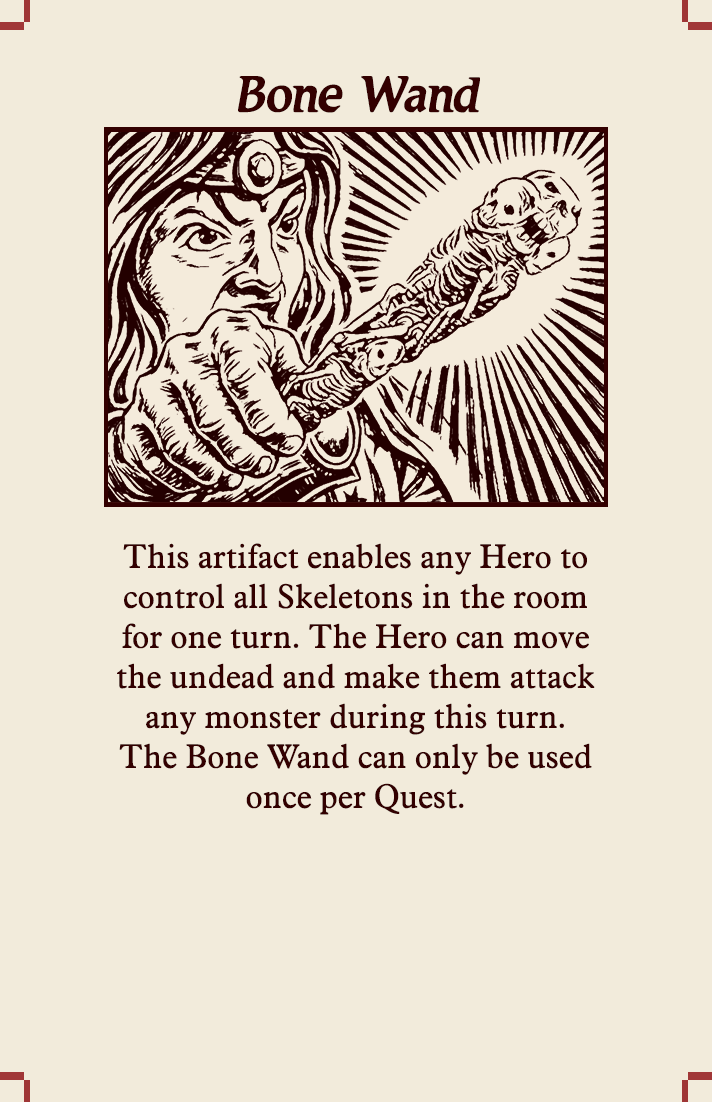 Bone Wand
This artifact enables any Hero to
control all Skeletons in the room
for one turn. The Hero can move
the undead and make them attack
any monster during this turn.
The Bone Wand can only be used
once per Quest.